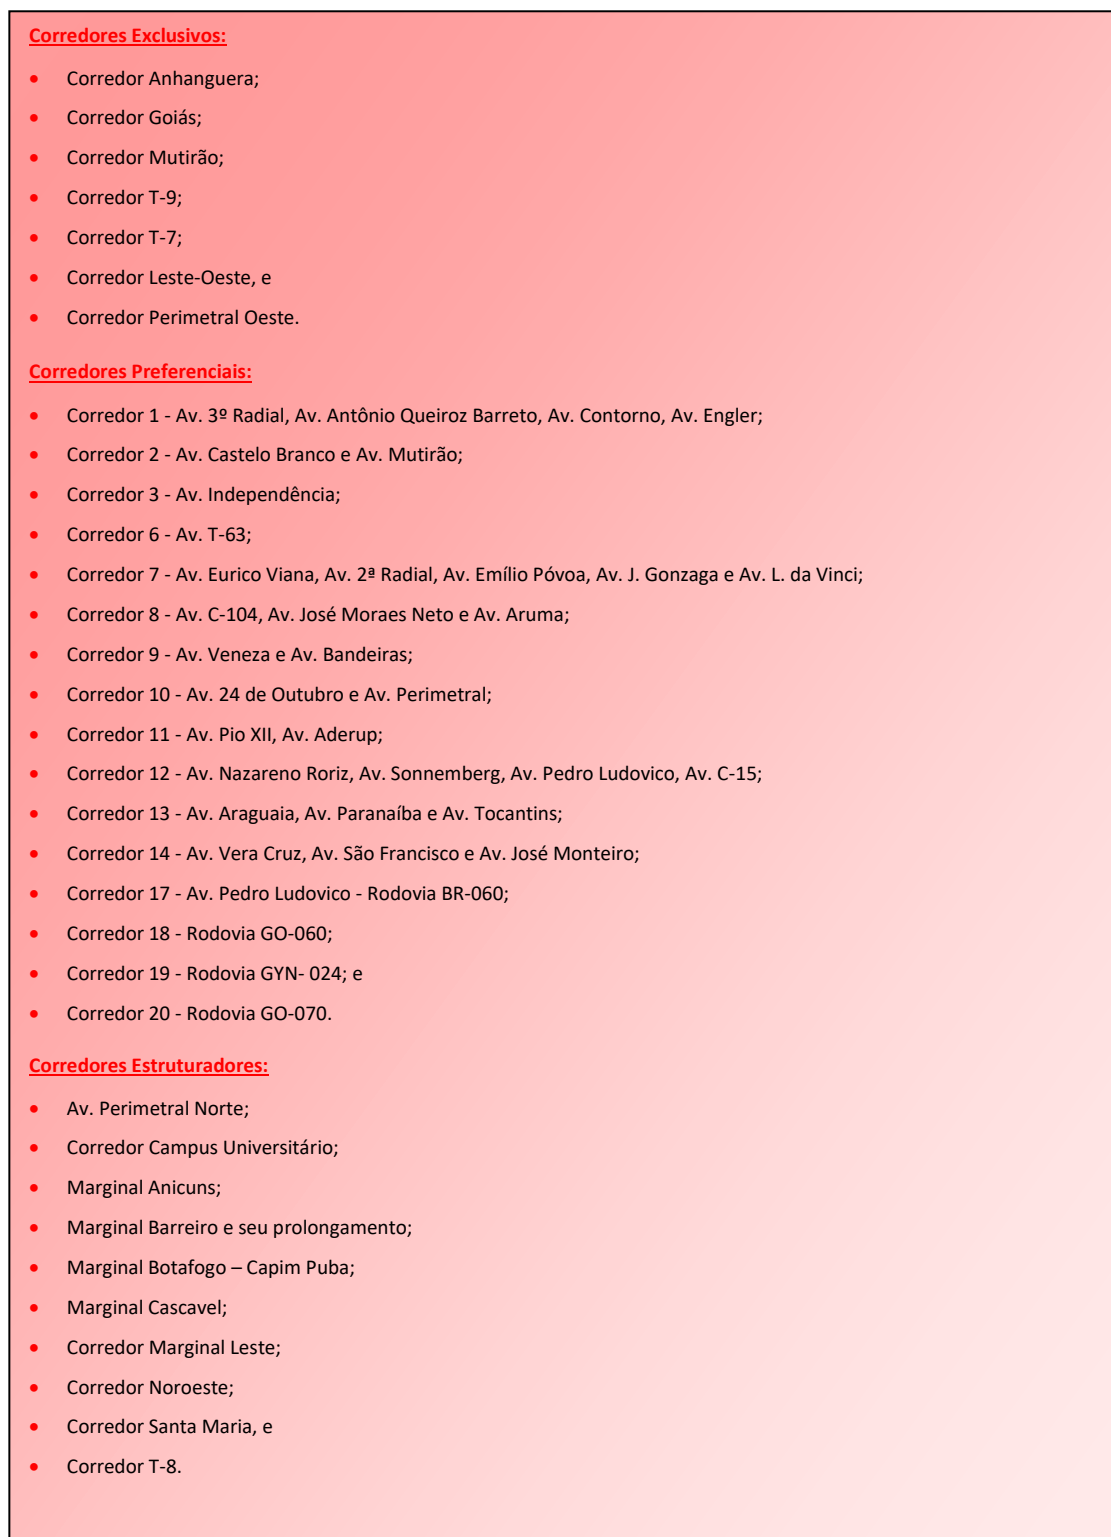 Corredores Exclusivos:
• Corredor Anhanguera;
• Corredor Goiás;
• Corredor Mutirão;
• Corredor T-9;
• Corredor T-7;
• Corredor Leste-Oeste, e
• Corredor Perimetral Oeste.
Corredores Preferenciais:
• Corredor 1 - Av. 3º Radial, Av. Antônio Queiroz Barreto, Av. Contorno, Av. Engler;
• Corredor 2 - Av. Castelo Branco e Av. Mutirão;
• Corredor 3 - Av. Independência;
• Corredor 6 - Av. T-63;
• Corredor 7 - Av. Eurico Viana, Av. 2ª Radial, Av. Emílio Póvoa, Av. J. Gonzaga e Av. L. da Vinci;
• Corredor 8 - Av. C-104, Av. José Moraes Neto e Av. Aruma;
• Corredor 9 - Av. Veneza e Av. Bandeiras;
• Corredor 10 - Av. 24 de Outubro e Av. Perimetral;
• Corredor 11 - Av. Pio XII, Av. Aderup;
• Corredor 12 - Av. Nazareno Roriz, Av. Sonnemberg, Av. Pedro Ludovico, Av. C-15;
• Corredor 13 - Av. Araguaia, Av. Paranaíba e Av. Tocantins;
• Corredor 14 - Av. Vera Cruz, Av. São Francisco e Av. José Monteiro;
• Corredor 17 - Av. Pedro Ludovico - Rodovia BR-060;
• Corredor 18 - Rodovia GO-060;
• Corredor 19 - Rodovia GYN- 024; e
• Corredor 20 - Rodovia GO-070.
Corredores Estruturadores:
• Av. Perimetral Norte;
• Corredor Campus Universitário;
• Marginal Anicuns;
• Marginal Barreiro e seu prolongamento;
• Marginal Botafogo – Capim Puba;
• Marginal Cascavel;
• Corredor Marginal Leste;
• Corredor Noroeste;
• Corredor Santa Maria, e
• Corredor T-8.